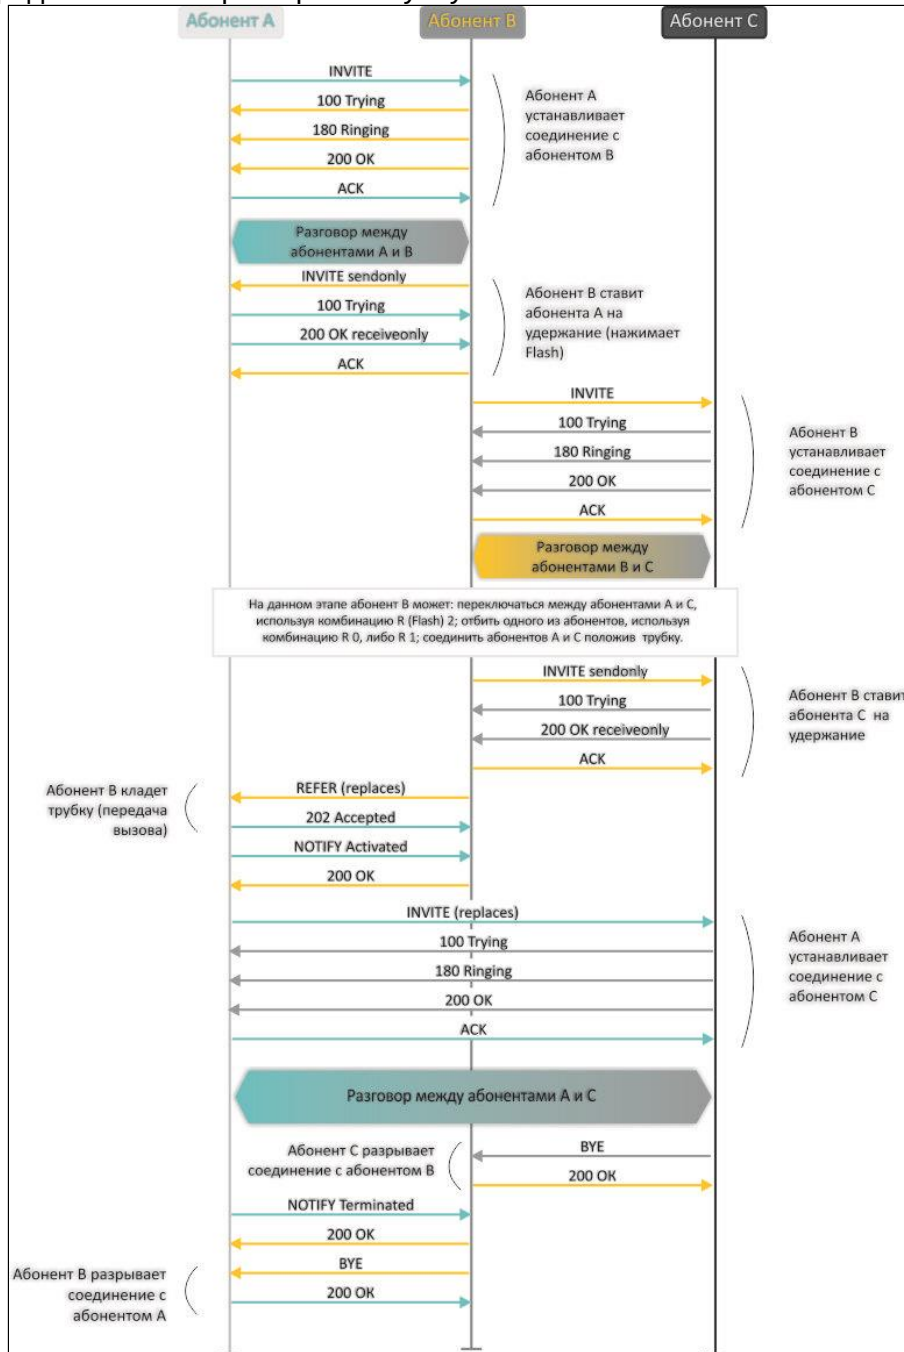 Абонент A
Абонент B
Абонент C
INVITE
100 Trying
180 Ringing
200 OK
ACK
Абонент A
устанавливает
соединение с
абонентом B
Разговор между
абонентами A и B
INVITE sendonly
100 Trying
200 OK receiveonly
ACK
Абонент B ставит
абонента A на
удержание (нажимает
Flash)
INVITE
100 Trying
180 Ringing
200 OK
ACK
Абонент B
устанавливает
соединение с
абонентом C
Разговор между
абонентами B и C
На данном этапе абонент B может: переключаться между абонентами A и C,
используя комбинацию R (Flash) 2; отбить одного из абонентов, используя
комбинацию R 0, либо R 1; соединить абонентов A и C положив трубку.
INVITE sendonly
100 Trying
200 OK receiveonly
ACK
Абонент B ставит
абонента C на
удержание
Абонент B кладет
трубку (передача
вызова)
REFER (replaces)
202 Accepted
NOTIFY Activated
200 OK
INVITE (replaces)
100 Trying
180 Ringing
200 OK
ACK
Абонент A
устанавливает
соединение с
абонентом C
Разговор между абонентами A и C
Абонент C разрывает
соединение с абонентом B
BYE
200 OK
NOTIFY Terminated
200 OK
BYE
200 OK
Абонент B разрывает
соединение с
абонентом A